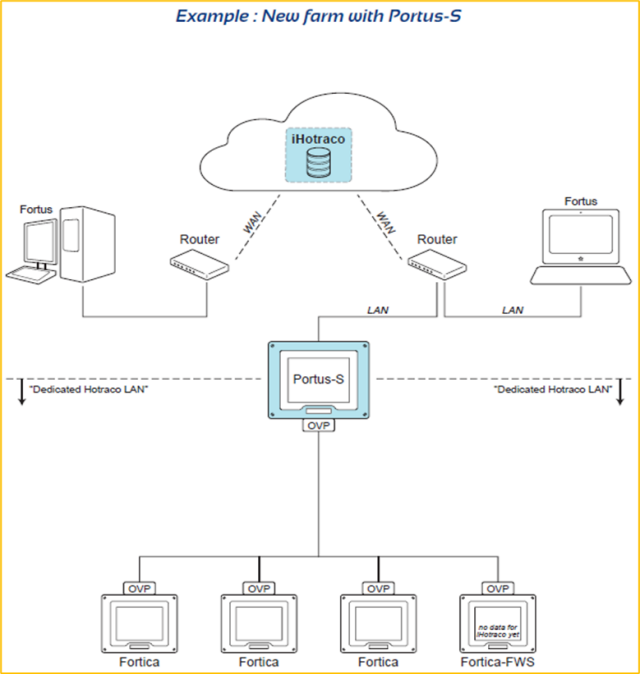 Example : New farm with Portus-S
iHotraco
Fortus
Router
WAN
WAN
Router
Fortus
LAN
LAN
Portus-S
"Dedicated Hotraco LAN"
"Dedicated Hotraco LAN"
OVP
OVP
OVP
OVP
OVP
no data for
iHotraco yet
Fortica
Fortica
Fortica
Fortica-FWS